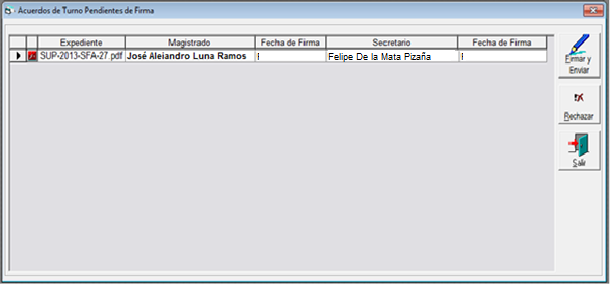 Acuerdos de Turno Pendientes de Firma
Expediente Magistrado Fecha de Firma Secretario Fecha de Firma
SUP-2013-SFA-27.pdf José Alejandro Luna Ramos Felipe De la Mata Pizaña
Firmar y
Enviar
Rechazar
Salir